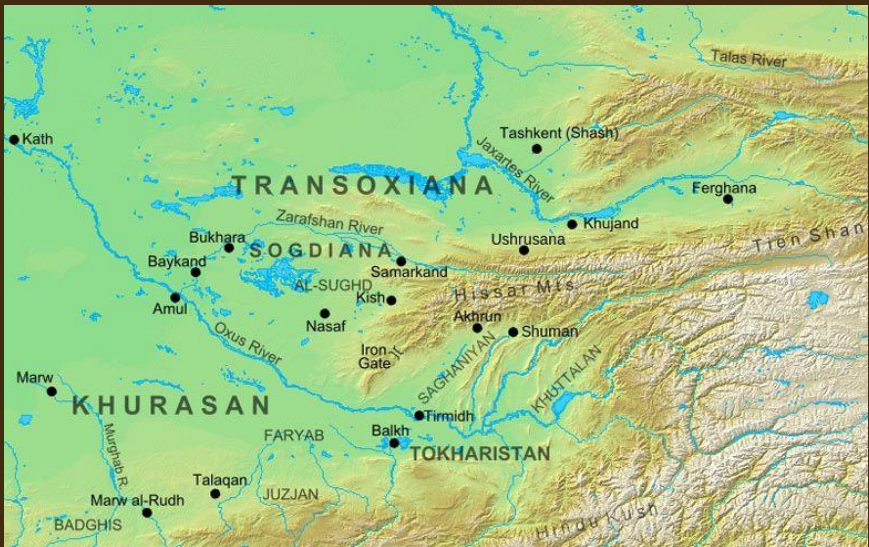 Talas River
Kath
Tashkent (Shash)
Jaxartes River
TRANSOXIANA
Ferghana
Zarafshan River
Khujand
Bukhara
SOGDIANA
Ushrusana
Tien Shan
Baykand
Samarkand
AL-SUGHD
Hissar Mts.
Kish
Amul
Nasaf
Akhrun
Shuman
Oxus River
Iron
Gate
SAGHANIYAN
KHUTTALAN
Marw
KHURASAN
Tirmidh
Murghab R.
FARYAB
Balkh
TOKHARISTAN
Talaqan
JUZJAN
Marw al-Rudh
BADGHIS
Hindu Kush